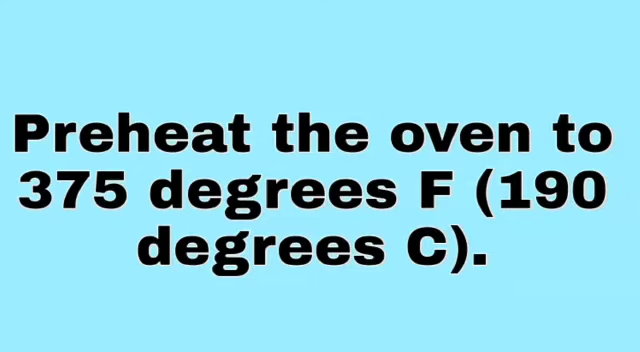 Preheat the oven to
375 degrees F (190
degrees C).